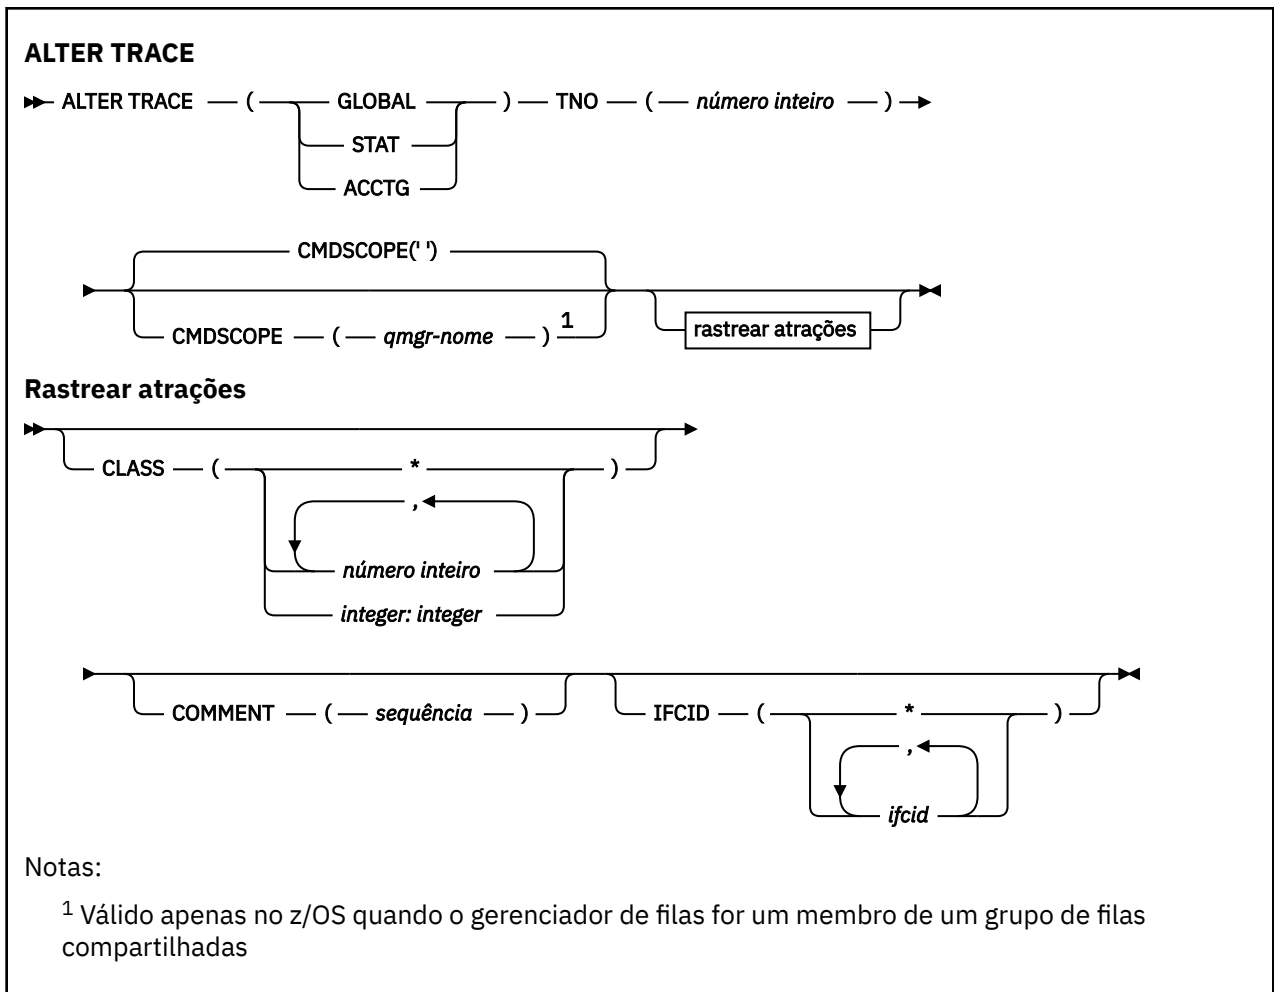 ALTER TRACE
ALTER TRACE ( GLOBAL ) TNO ( número inteiro )
STAT
ACCTG
CMDSCOPE(' ')
CMDSCOPE ( qmgr-nome ) 1
rastrear atrações
Rastrear atrações
CLASS ( * )
,
número inteiro
integer: integer
COMMENT ( sequência ) IFCID ( * )
,
ifcid
Notas:
1 Válido apenas no z/OS quando o gerenciador de filas for um membro de um grupo de filas
compartilhadas